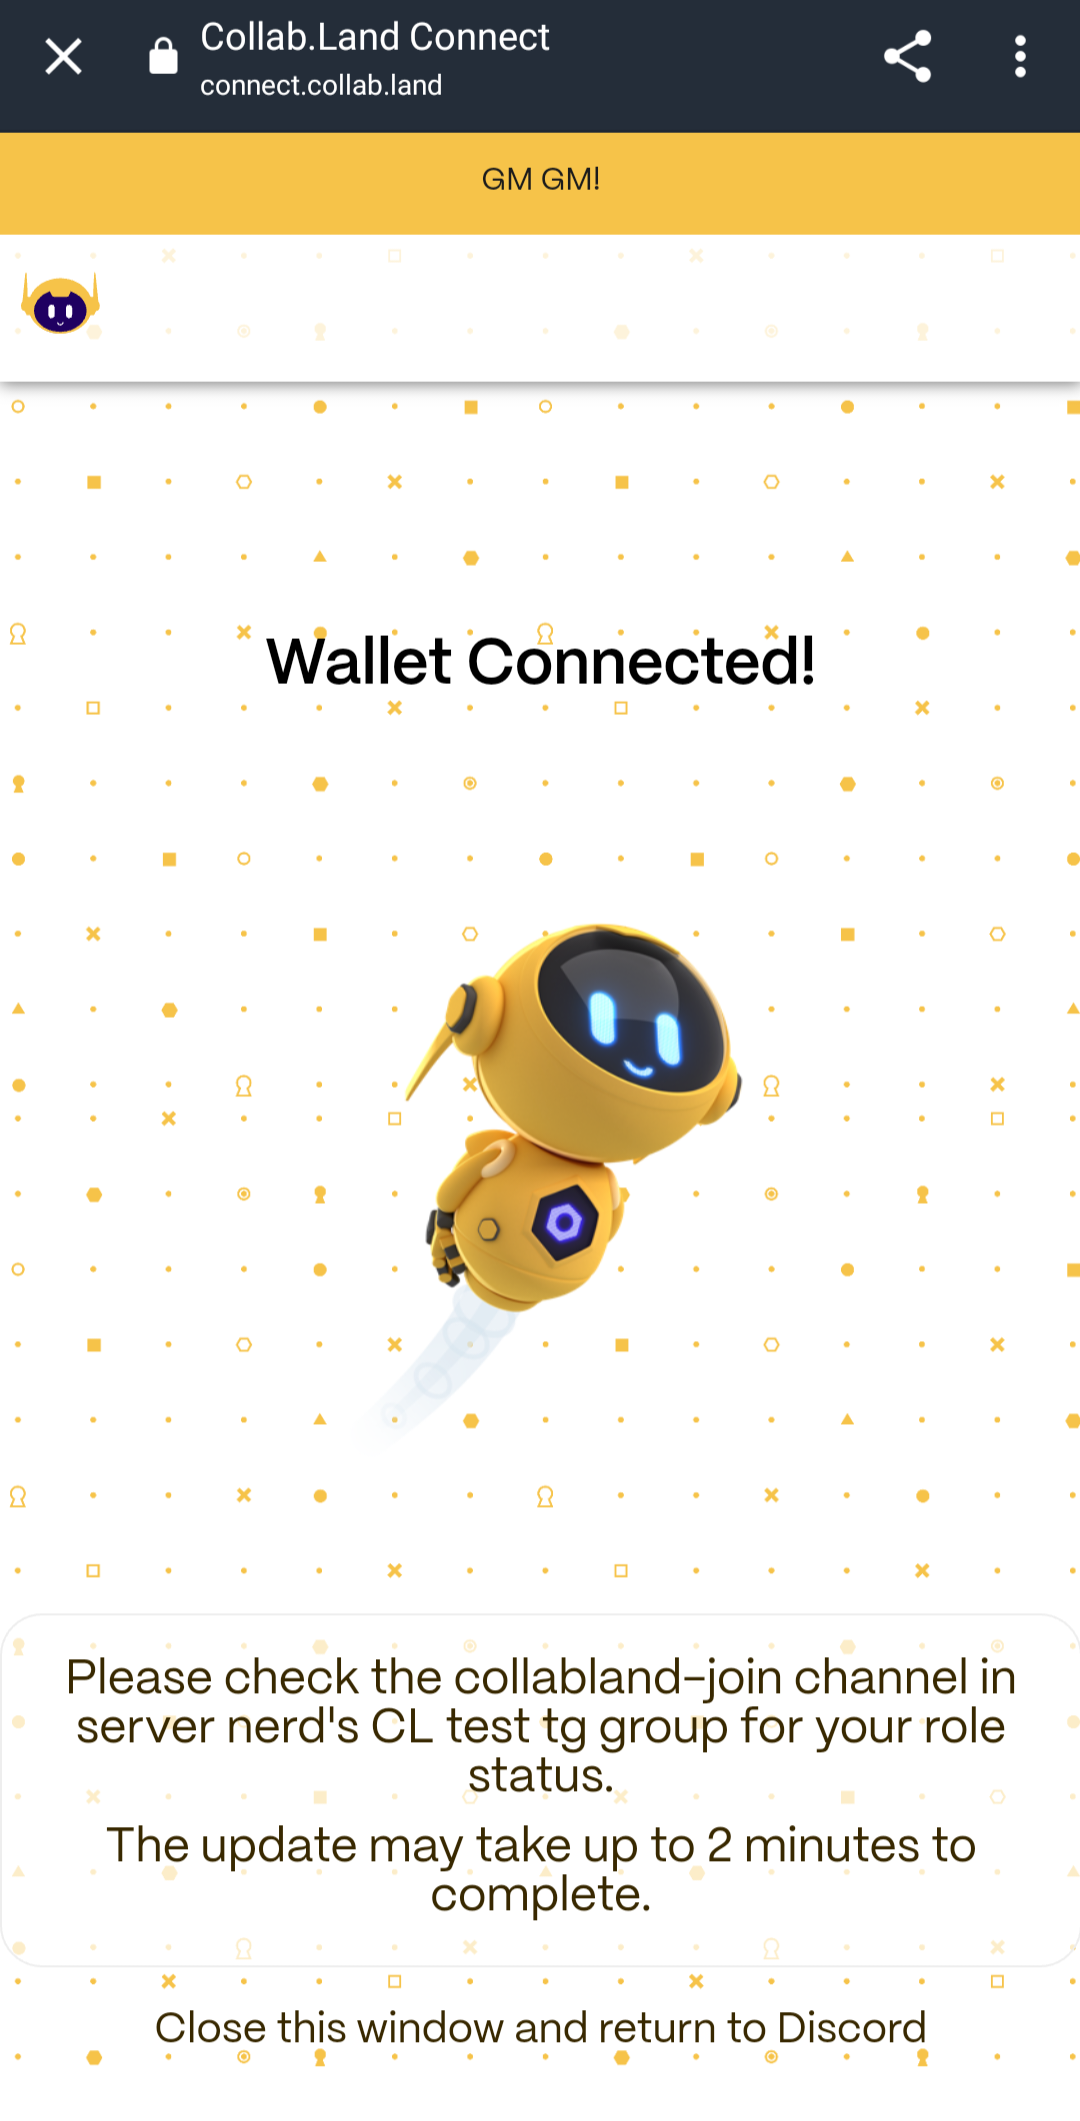 Collab.Land Connect
connect.collab.land
GM GM!
Wallet Connected!
Please check the collabland-join channel in
server nerd's CL test tg group for your role
status.
The update may take up to 2 minutes to
complete.
Close this window and return to Discord